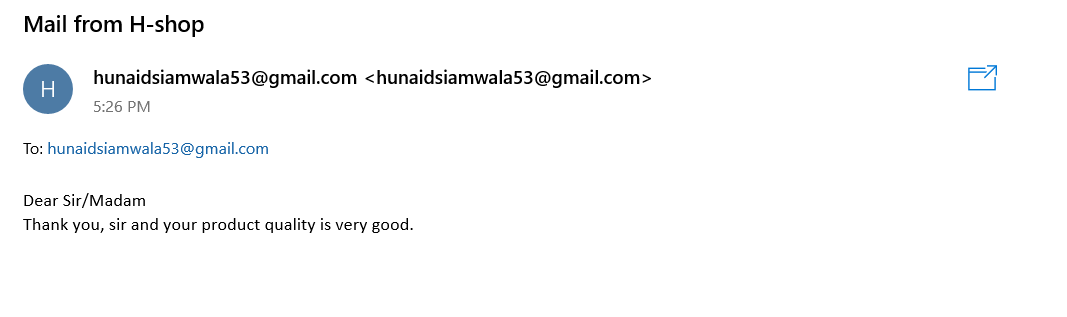 Mail from H-shop
H
hunaidsiamwala53@gmail.com <hunaidsiamwala53@gmail.com>
5:26 PM
To: hunaidsiamwala53@gmail.com
Dear Sir/Madam
Thank you, sir and your product quality is very good.